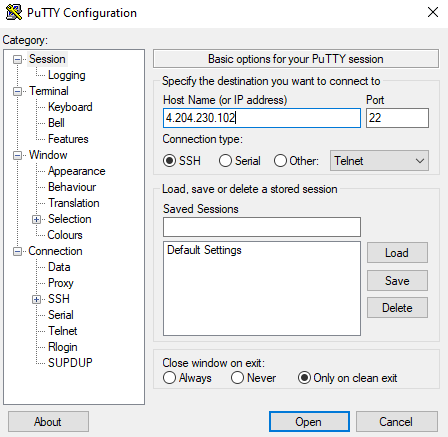 PuTTY Configuration
Category:
Session
Logging
Terminal
Keyboard
Bell
Features
Window
Appearance
Behaviour
Translation
Selection
Colours
Connection
Data
Proxy
SSH
Serial
Telnet
Rlogin
SUPDUP
Basic options for your PuTTY session
Specify the destination you want to connect to
Host Name (or IP address) Port
4.204.230.102 22
Connection type:
SSH Serial Other: Telnet
Load, save or delete a stored session
Saved Sessions
Default Settings
Load
Save
Delete
Close window on exit:
Always Never Only on clean exit
About Open Cancel